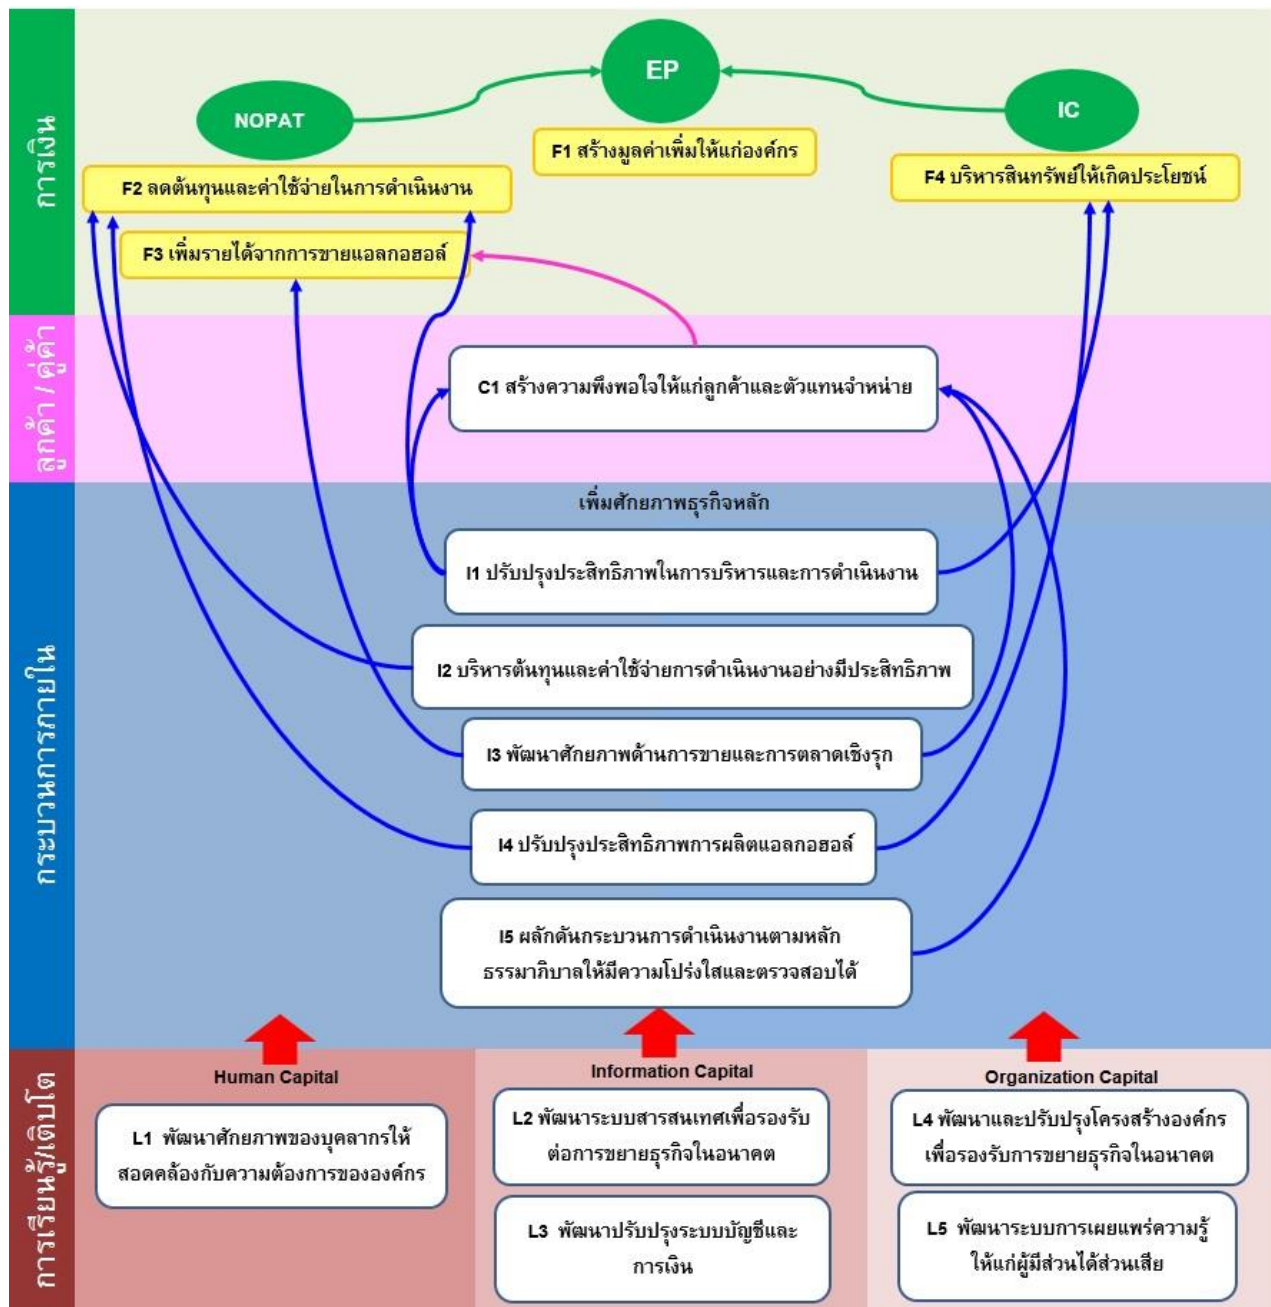 การเงิน
EP
NOPAT
IC
F1 สร้างมูลค่าเพิ่มให้แก่องค์กร
F2 ลดต้นทุนและค่าใช้จ่ายในการดำเนินงาน
F4 บริหารสินทรัพย์ให้เกิดประโยชน์
F3 เพิ่มรายได้จากการขายแอลกอฮอล์
ลูกค้า / คู่ค้า
C1 สร้างความพึงพอใจให้แก่ลูกค้าและตัวแทนจำหน่าย
กระบวนการภายใน
เพิ่มศักยภาพธุรกิจหลัก
I1 ปรับปรุงประสิทธิภาพในการบริหารและการดำเนินงาน
I2 บริหารต้นทุนและค่าใช้จ่ายการดำเนินงานอย่างมีประสิทธิภาพ
I3 พัฒนาศักยภาพด้านการขายและการตลาดเชิงรุก
I4 ปรับปรุงประสิทธิภาพการผลิตแอลกอฮอล์
I5 ผลักดันกระบวนการดำเนินงานตามหลัก
ธรรมาภิบาลให้มีความโปร่งใสและตรวจสอบได้
การเรียนรู้/เติบโต
Human Capital
L1 พัฒนาศักยภาพของบุคลากรให้
สอดคล้องกับความต้องการขององค์กร
Information Capital
L2 พัฒนาระบบสารสนเทศเพื่อรองรับ
ต่อการขยายธุรกิจในอนาคต
L3 พัฒนาปรับปรุงระบบบัญชีและ
การเงิน
Organization Capital
L4 พัฒนาและปรับปรุงโครงสร้างองค์กร
เพื่อรองรับการขยายธุรกิจในอนาคต
L5 พัฒนาระบบการเผยแพร่ความรู้
ให้แก่ผู้มีส่วนได้ส่วนเสีย